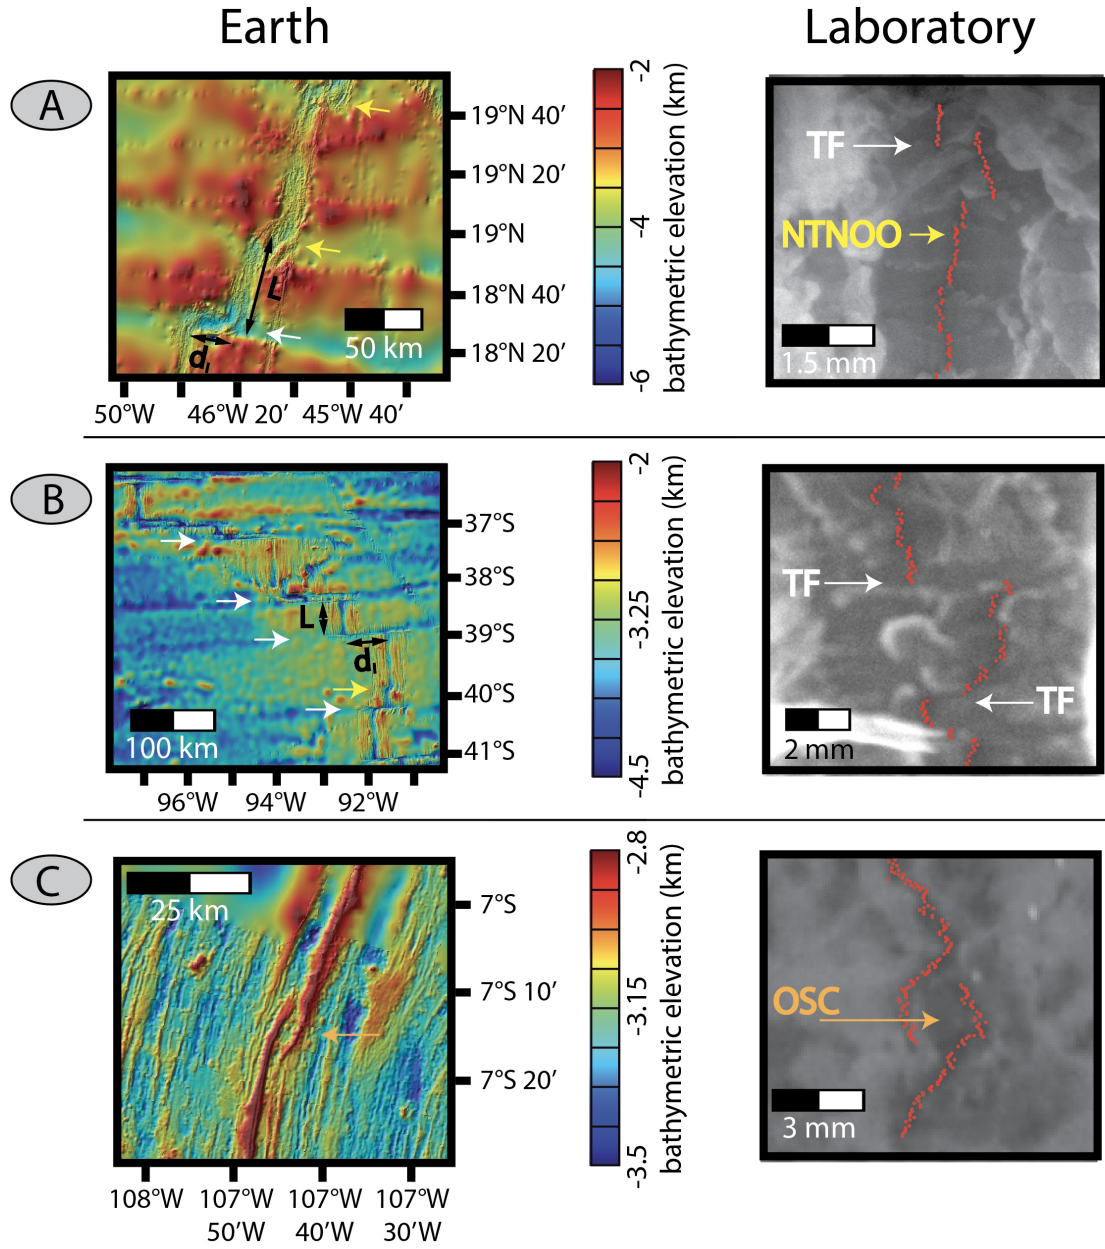 Earth
Laboratory
A
-2
-4
-6
bathymetric elevation (km)
19°N 40′
19°N 20′
19°N
18°N 40′
18°N 20′
L
dₗ
50 km
50°W 46°W 20′ 45°W 40′
TF
NTNOO
1.5 mm
B
-2
-3.25
-4.5
bathymetric elevation (km)
37°S
38°S
39°S
40°S
41°S
L
dₗ
100 km
96°W 94°W 92°W
TF
TF
2 mm
C
-2.8
-3.15
-3.5
bathymetric elevation (km)
25 km
7°S
7°S 10′
7°S 20′
108°W 107°W 107°W 107°W
50′W 40′W 30′W
OSC
3 mm